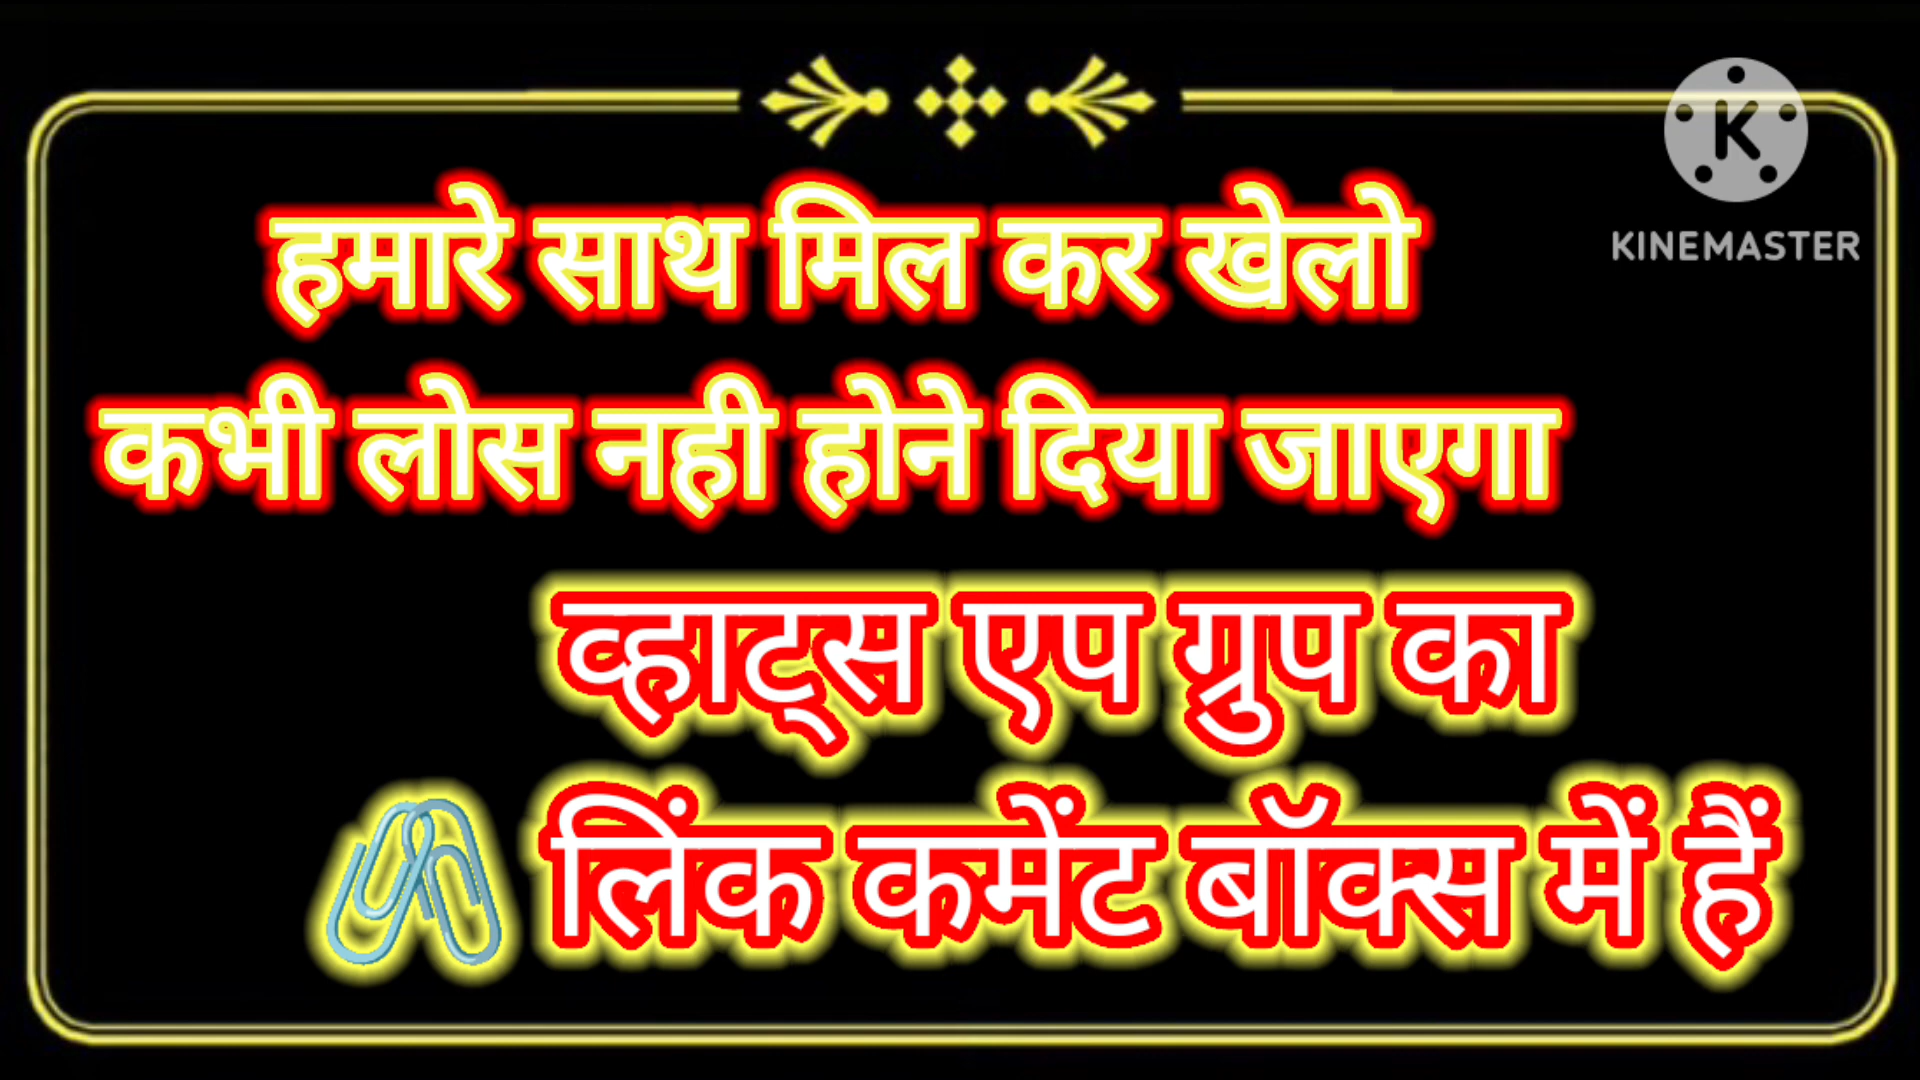 हमारे साथ मिल कर खेलो
कभी लोस नही होने दिया जाएगा
व्हाट्स एप ग्रुप का
लिंक कमेंट बॉक्स में हैं
K
KINEMASTER